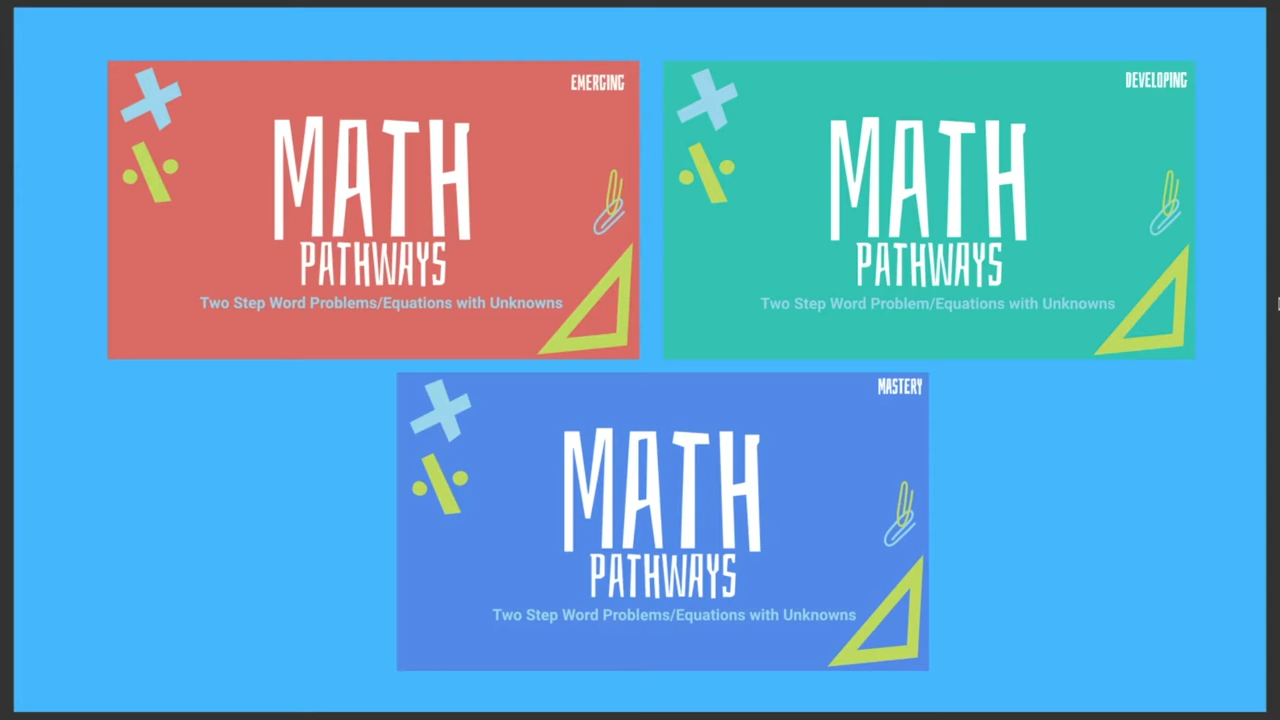 EMERGING
MATH
PATHWAYS
Two Step Word Problems/Equations with Unknowns
DEVELOPING
MATH
PATHWAYS
Two Step Word Problem/Equations with Unknowns
MASTERY
MATH
PATHWAYS
Two Step Word Problems/Equations with Unknowns